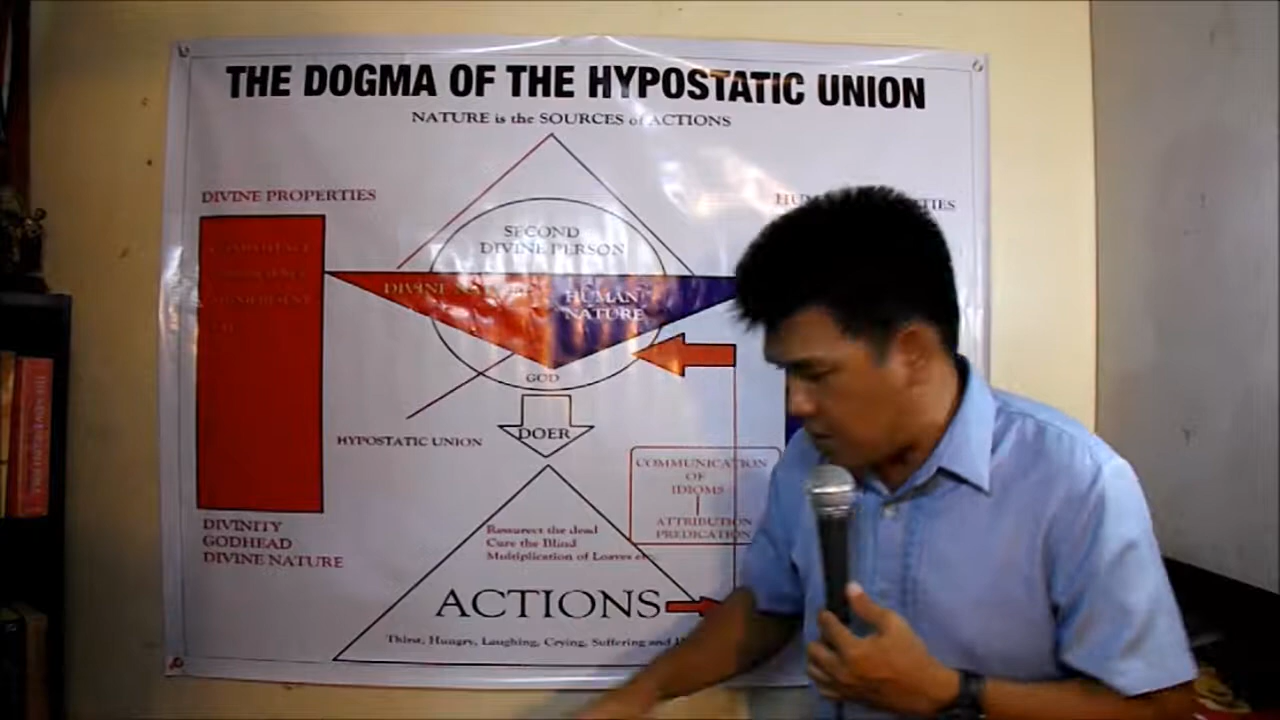 THE DOGMA OF THE HYPOSTATIC UNION
NATURE is the SOURCES of ACTIONS
DIVINE PROPERTIES
SECOND
DIVINE PERSON
DIVINE
HUMAN
NATURE
GOD
DOER
HYPOSTATIC UNION
COMMUNICATION
OF
IDIOMS
ATTRIBUTION
PREDICATION
DIVINITY
GODHEAD
DIVINE NATURE
Ressurect the dead
Cure the Blind
Multiplication of Loaves
ACTIONS
Thirst, Hungry, Laughing, Crying, Suffering and